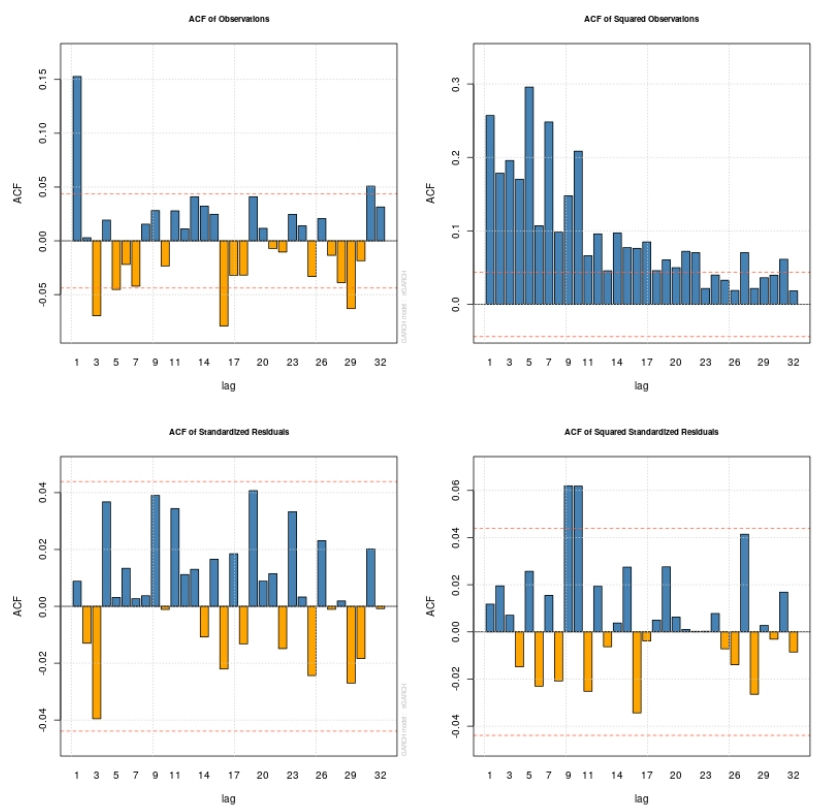 ACF of Observations
ACF
0.15
0.10
0.05
0.00
-0.05
1 3 5 7 9 11 14 17 20 23 26 29 32
lag
GARCH model : sGARCH
ACF of Squared Observations
ACF
0.3
0.2
0.1
0.0
1 3 5 7 9 11 14 17 20 23 26 29 32
lag
ACF of Standardized Residuals
ACF
0.04
0.02
0.00
-0.02
-0.04
1 3 5 7 9 11 14 17 20 23 26 29 32
lag
GARCH model : sGARCH
ACF of Squared Standardized Residuals
ACF
0.06
0.04
0.02
0.00
-0.02
-0.04
1 3 5 7 9 11 14 17 20 23 26 29 32
lag